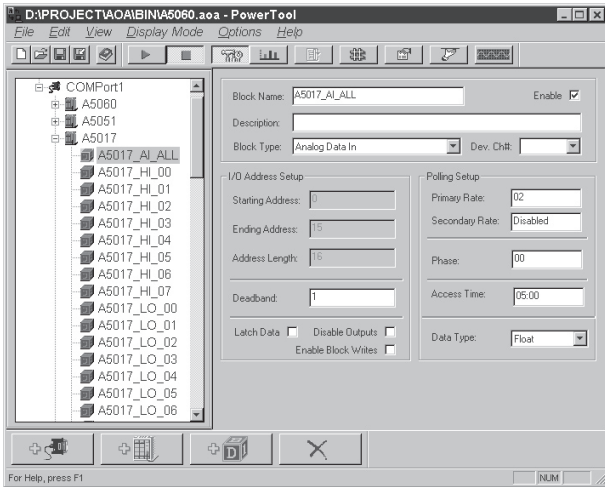 D:\PROJECT\AOA\BIN\A5060.aoa - PowerTool
File Edit View Display Mode Options Help
COMPort1
A5060
A5051
A5017
A5017_AI_ALL
A5017_HI_00
A5017_HI_01
A5017_HI_02
A5017_HI_03
A5017_HI_04
A5017_HI_05
A5017_HI_06
A5017_HI_07
A5017_LO_00
A5017_LO_01
A5017_LO_02
A5017_LO_03
A5017_LO_04
A5017_LO_05
A5017_LO_06
Block Name: A5017_AI_ALL Enable
Description:
Block Type: Analog Data In Dev. Ch#:
I/O Address Setup
Starting Address: 0
Ending Address: 15
Address Length: 16
Deadband: 1
Latch Data Disable Outputs
Enable Block Writes
Polling Setup
Primary Rate: 02
Secondary Rate: Disabled
Phase: 00
Access Time: 05:00
Data Type: Float
D
For Help, press F1 NUM